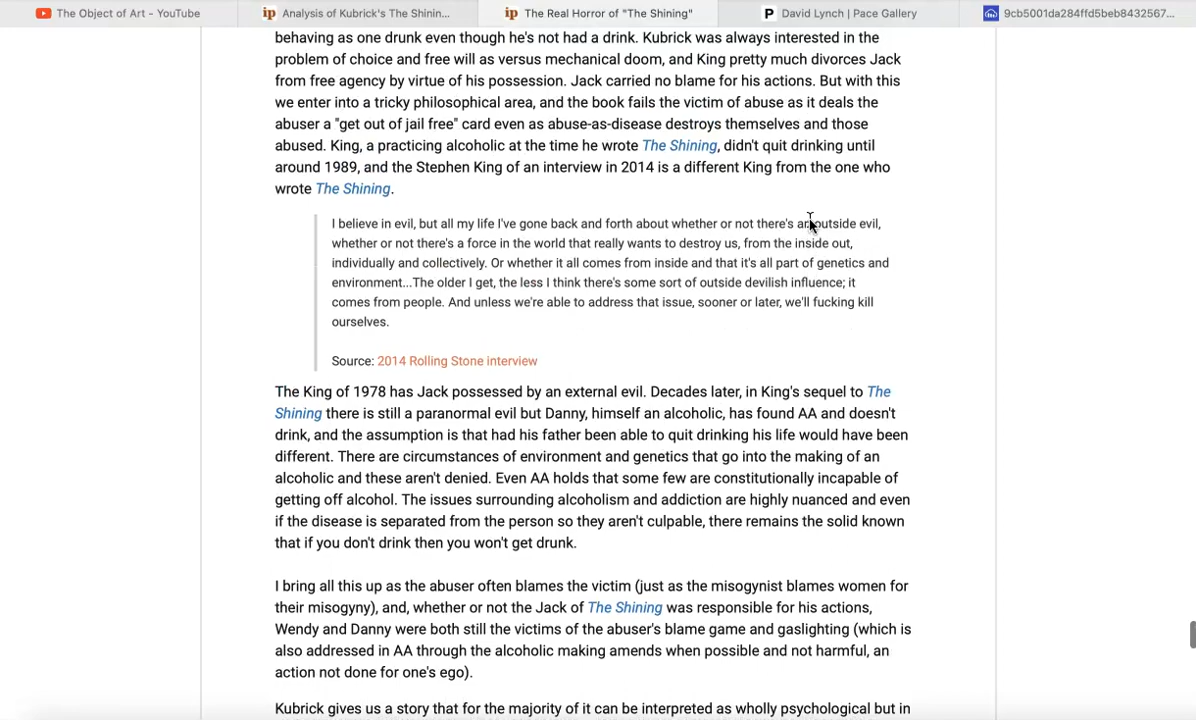 The Object of Art - YouTube
ip Analysis of Kubrick's The Shinin...
ip The Real Horror of "The Shining"
P David Lynch | Pace Gallery
9cb5001da284ffd5beb8432567...
behaving as one drunk even though he's not had a drink. Kubrick was always interested in the
problem of choice and free will as versus mechanical doom, and King pretty much divorces Jack
from free agency by virtue of his possession. Jack carried no blame for his actions. But with this
we enter into a tricky philosophical area, and the book fails the victim of abuse as it deals the
abuser a "get out of jail free" card even as abuse-as-disease destroys themselves and those
abused. King, a practicing alcoholic at the time he wrote The Shining, didn't quit drinking until
around 1989, and the Stephen King of an interview in 2014 is a different King from the one who
wrote The Shining.
I believe in evil, but all my life I've gone back and forth about whether or not there's an outside evil,
whether or not there's a force in the world that really wants to destroy us, from the inside out,
individually and collectively. Or whether it all comes from inside and that it's all part of genetics and
environment...The older I get, the less I think there's some sort of outside devilish influence; it
comes from people. And unless we're able to address that issue, sooner or later, we'll fucking kill
ourselves.
Source: 2014 Rolling Stone interview
The King of 1978 has Jack possessed by an external evil. Decades later, in King's sequel to The
Shining there is still a paranormal evil but Danny, himself an alcoholic, has found AA and doesn't
drink, and the assumption is that had his father been able to quit drinking his life would have been
different. There are circumstances of environment and genetics that go into the making of an
alcoholic and these aren't denied. Even AA holds that some few are constitutionally incapable of
getting off alcohol. The issues surrounding alcoholism and addiction are highly nuanced and even
if the disease is separated from the person so they aren't culpable, there remains the solid known
that if you don't drink then you won't get drunk.
I bring all this up as the abuser often blames the victim (just as the misogynist blames women for
their misogyny), and, whether or not the Jack of The Shining was responsible for his actions,
Wendy and Danny were both still the victims of the abuser's blame game and gaslighting (which is
also addressed in AA through the alcoholic making amends when possible and not harmful, an
action not done for one's ego).
Kubrick gives us a story that for the majority of it can be interpreted as wholly psychological but in